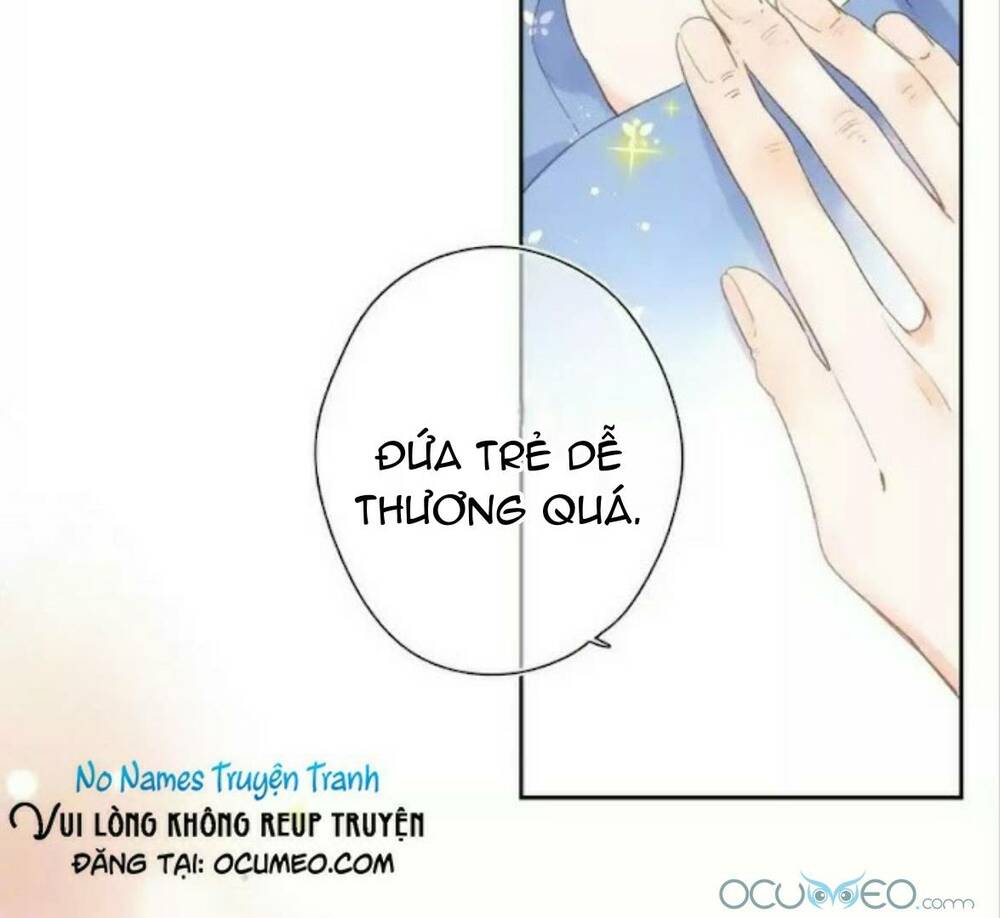 ĐỨA TRẺ DỄ
THƯƠNG QUÁ.
No Names Truyện Tranh
VUI LÒNG KHÔNG REUP TRUYỆN
ĐĂNG TẠI: OCUMEO.COM
OCUMEO.comm